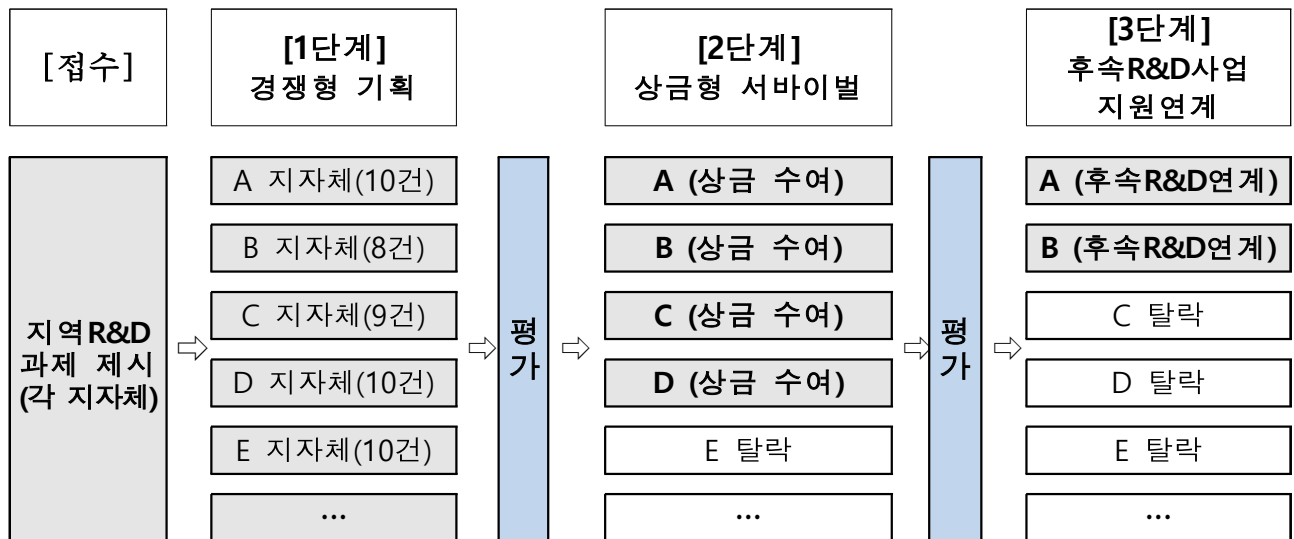 [접수]
[1단계]
경쟁형 기획
[2단계]
상금형 서바이벌
[3단계]
후속R&D사업
지원연계
지역R&D
과제 제시
(각 지자체)
⇨
A 지자체(10건)
B 지자체(8건)
C 지자체(9건)
D 지자체(10건)
E 지자체(10건)
…
⇨
평
가
⇨
A (상금 수여)
B (상금 수여)
C (상금 수여)
D (상금 수여)
E 탈락
…
⇨
평
가
⇨
A (후속R&D연계)
B (후속R&D연계)
C 탈락
D 탈락
E 탈락
…